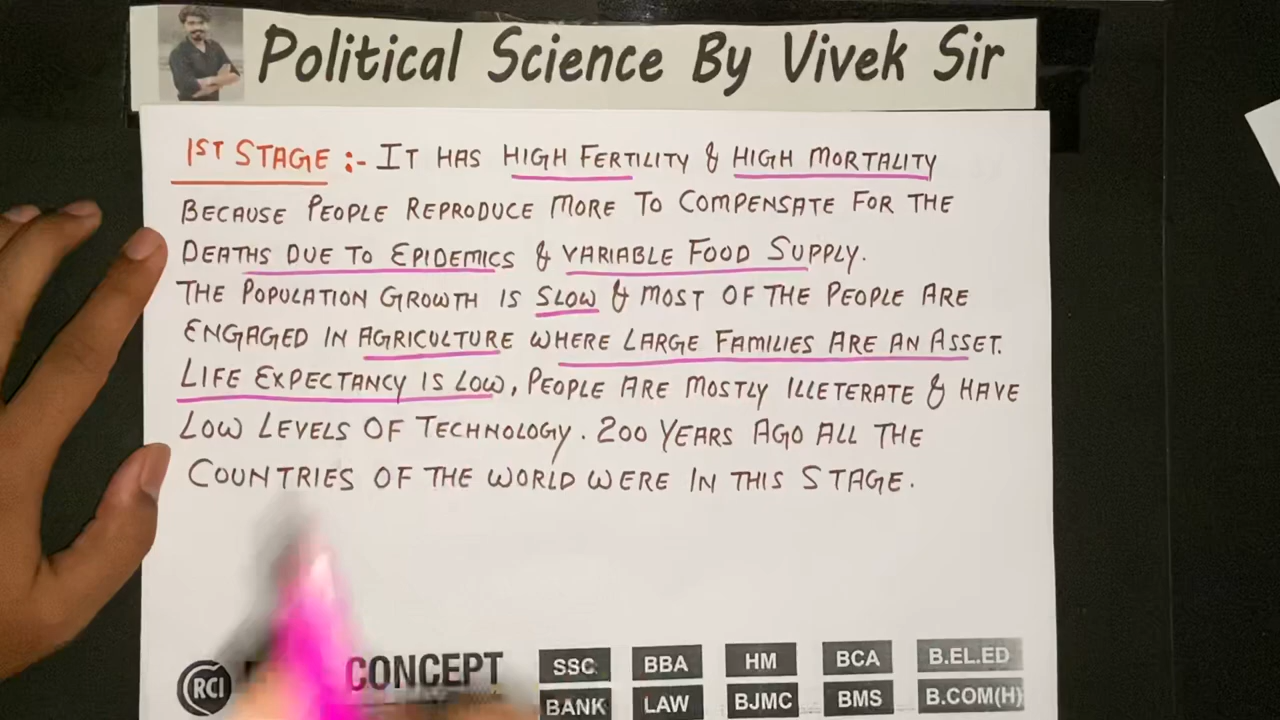 Political Science By Vivek Sir
1ST STAGE :- IT HAS HIGH FERTILITY & HIGH MORTALITY
BECAUSE PEOPLE REPRODUCE MORE TO COMPENSATE FOR THE
DEATHS DUE TO EPIDEMICS & VARIABLE FOOD SUPPLY.
THE POPULATION GROWTH IS SLOW & MOST OF THE PEOPLE ARE
ENGAGED IN AGRICULTURE WHERE LARGE FAMILIES ARE AN ASSET.
LIFE EXPECTANCY IS LOW, PEOPLE ARE MOSTLY ILLETERATE & HAVE
LOW LEVELS OF TECHNOLOGY. 200 YEARS AGO ALL THE
COUNTRIES OF THE WORLD WERE IN THIS STAGE.
RCI CONCEPT
SSC BBA HM BCA B.EL.ED
BANK LAW BJMC BMS B.COM(H)